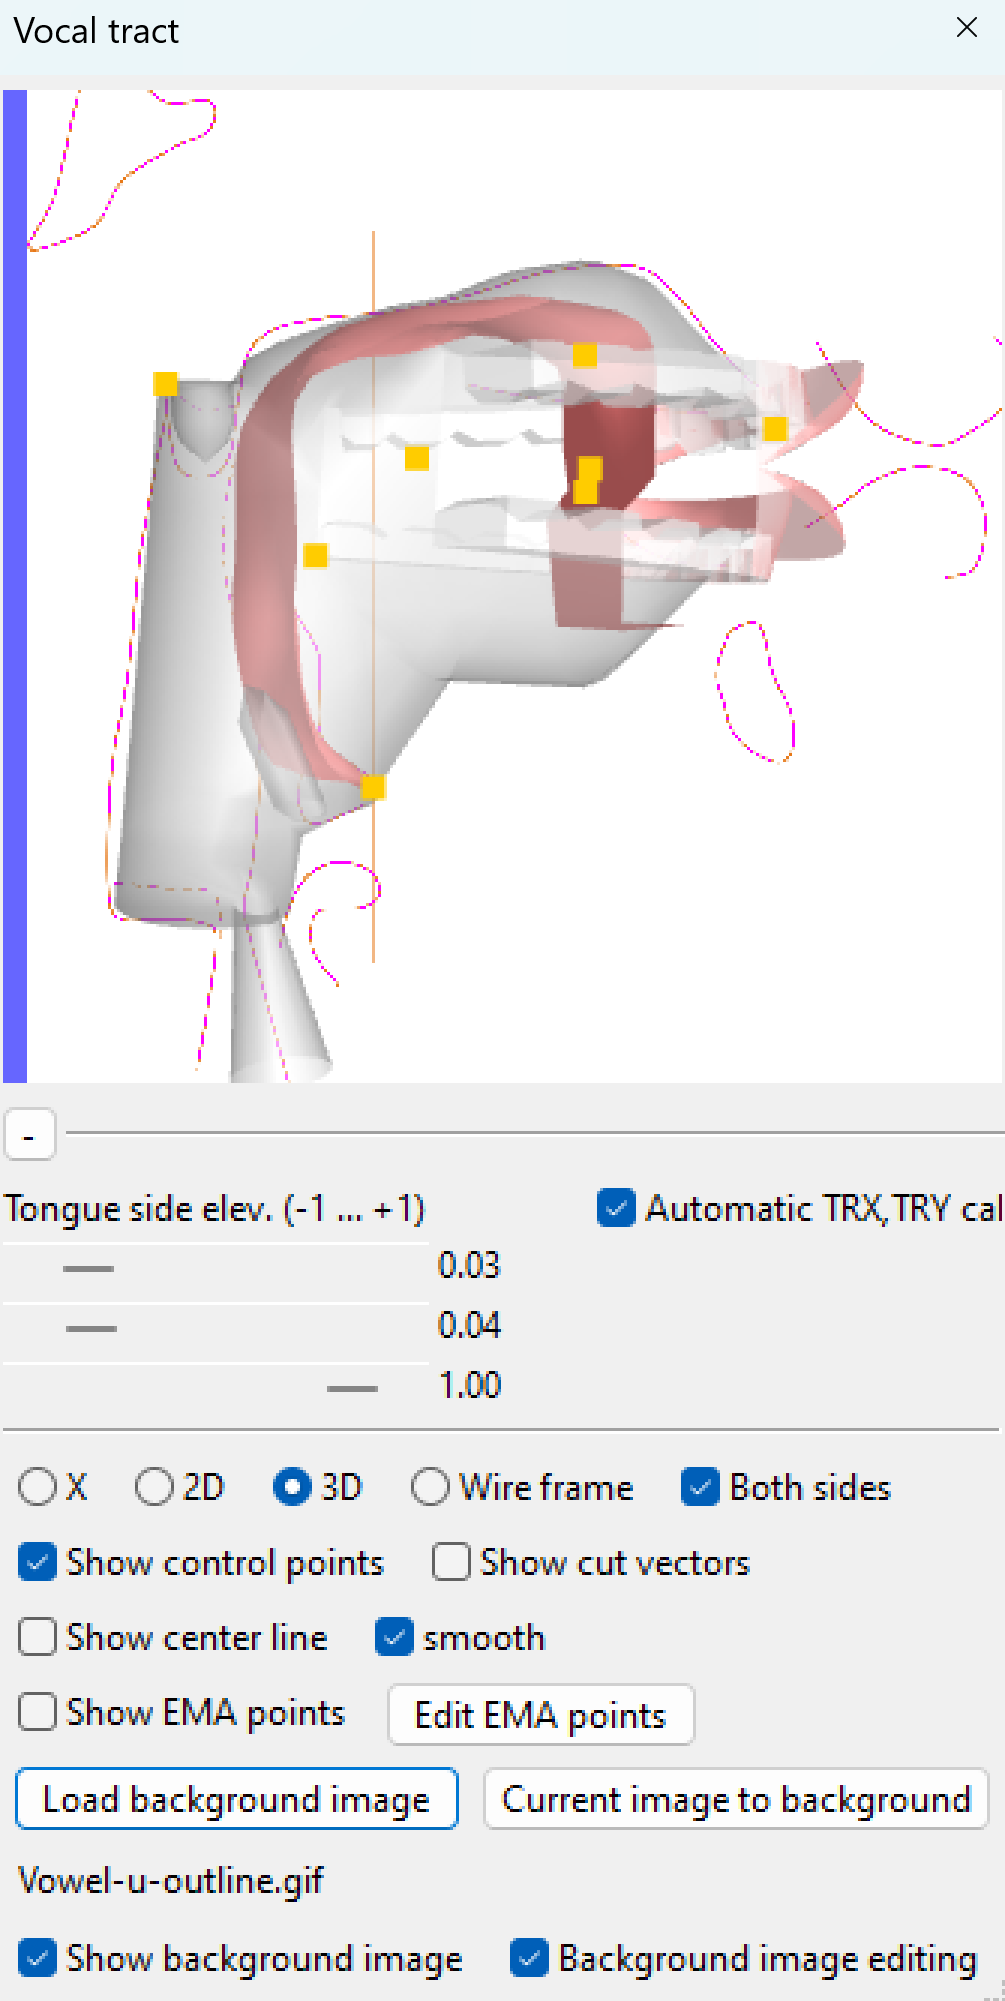 Vocal tract
-
Tongue side elev. (-1 ... +1) Automatic TRX,TRY cal
0.03
0.04
1.00
X 2D 3D Wire frame Both sides
Show control points Show cut vectors
Show center line smooth
Show EMA points Edit EMA points
Load background image Current image to background
Vowel-u-outline.gif
Show background image Background image editing